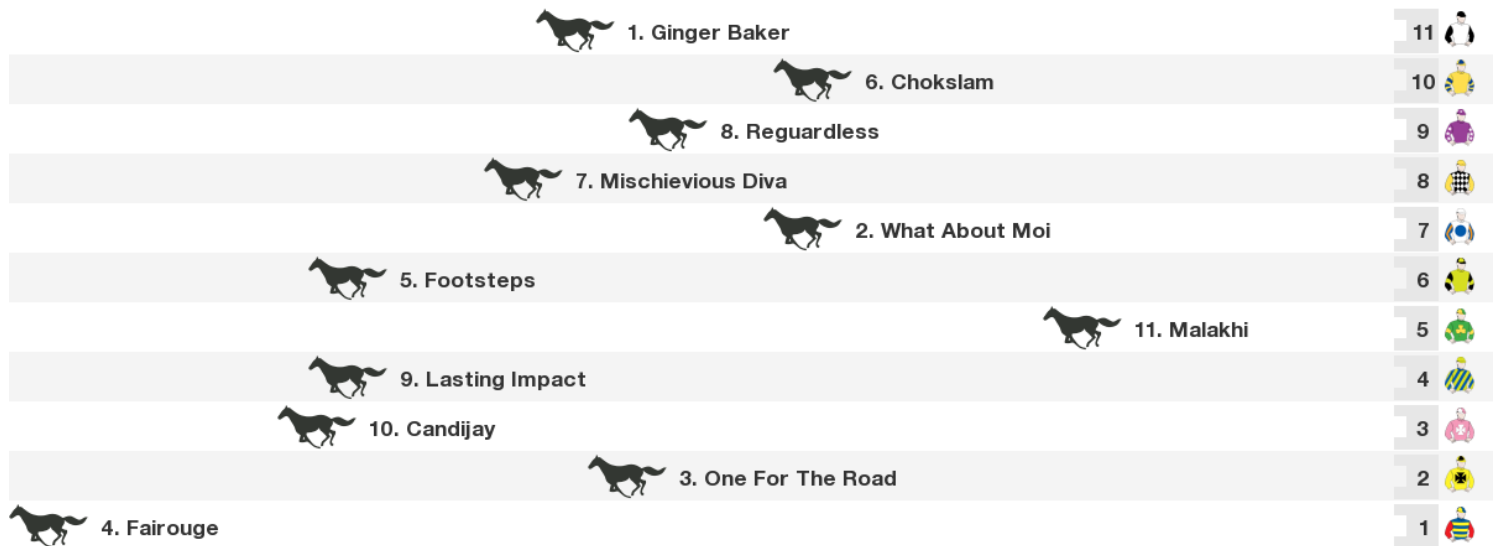 1. Ginger Baker 11
6. Chokslam 10
8. Reguardless 9
7. Mischievious Diva 8
2. What About Moi 7
5. Footsteps 6
11. Malakhi 5
9. Lasting Impact 4
10. Candijay 3
3. One For The Road 2
4. Fairouge 1